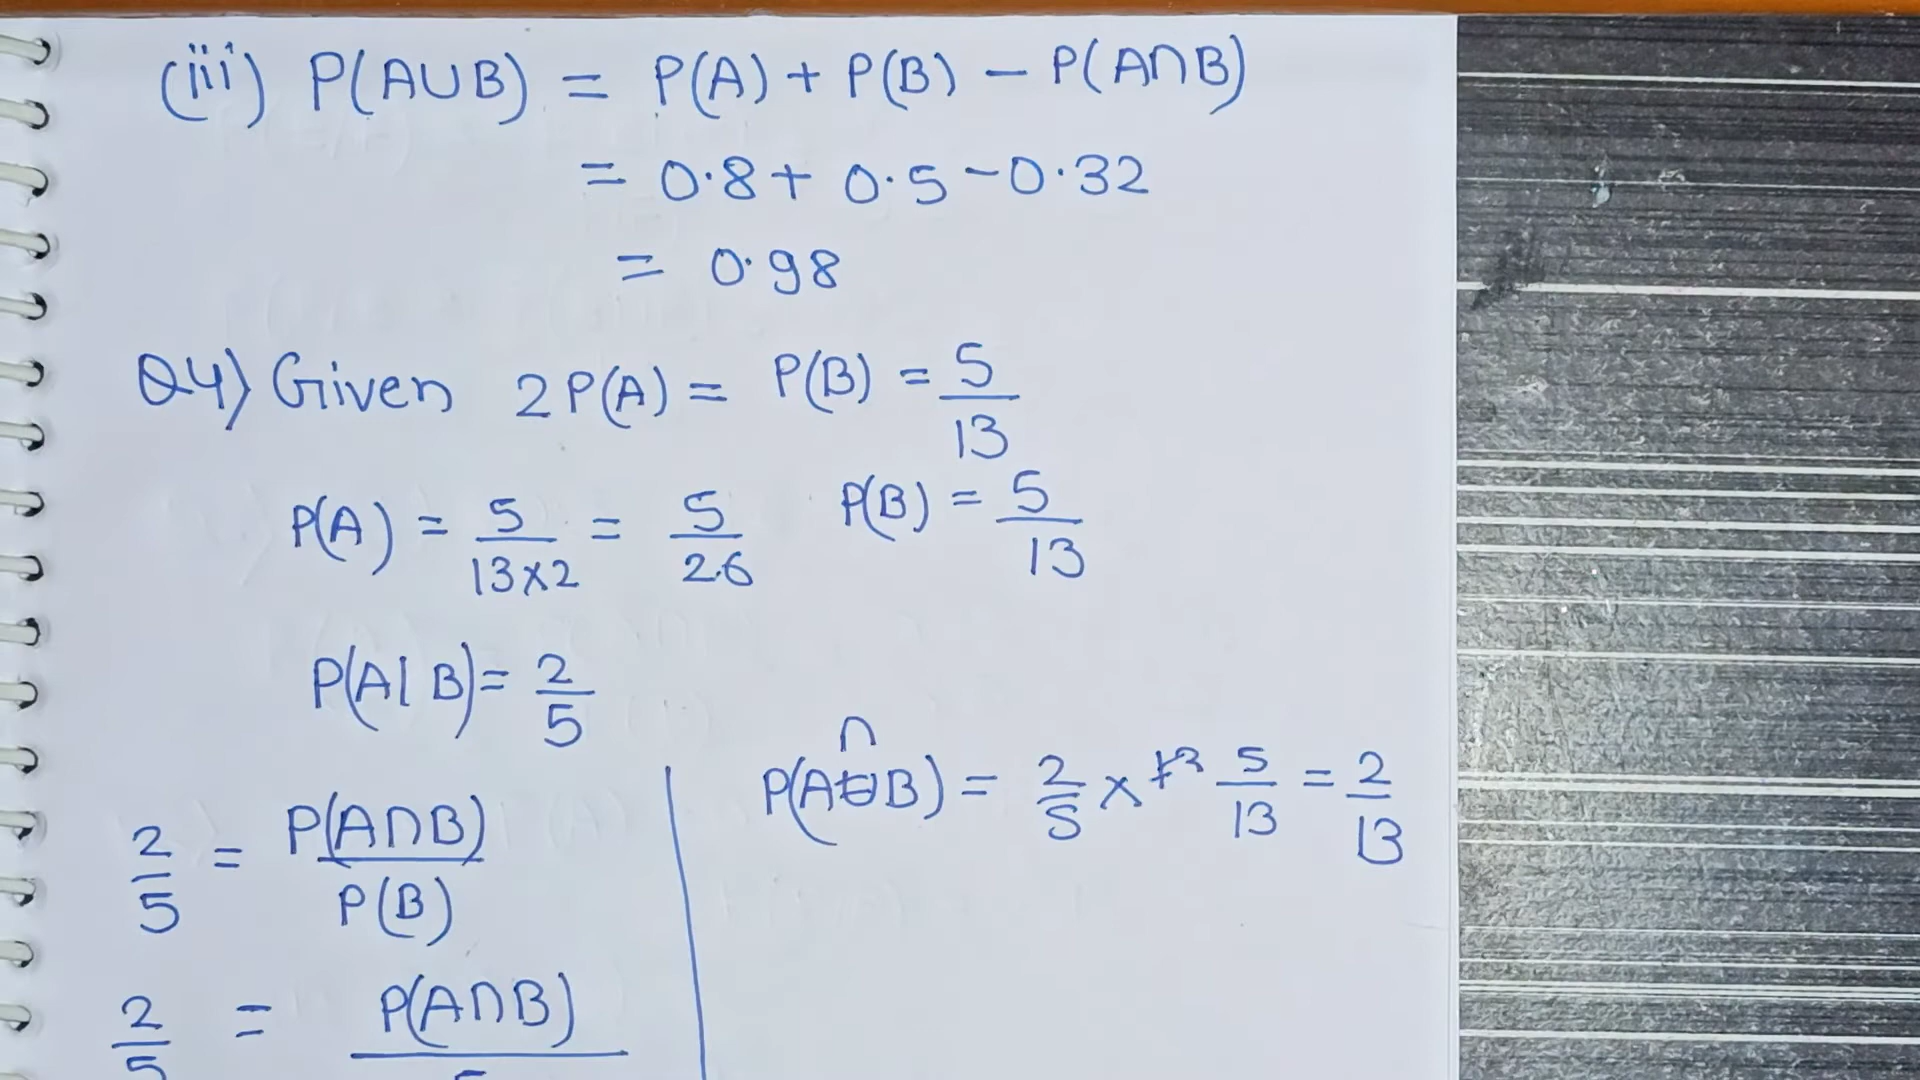 (iii) P(A∪B) = P(A) + P(B) - P(A∩B)
= 0.8 + 0.5 - 0.32
= 0.98
Q4) Given 2P(A) = P(B) = 5/13
P(A) = 5/13×2 = 5/26 P(B) = 5/13
P(A|B) = 2/5
2/5 = P(A∩B)/P(B)
2/5 = P(A∩B)/5
P(A∩B) = 2/5 × 5/13 = 2/13